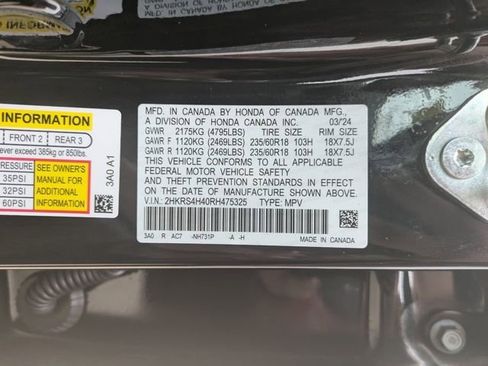 INFORMATION
FRONT 2 REAR 3
ever exceed 385kg or 850lbs.
PRESSURE SEE OWNER'S
35PSI MANUAL FOR
32PSI ADDITIONAL
60PSI INFORMATION
3A0 A1
MFD. IN CANADA BY HONDA OF CANADA MFG.,
A DIVISION OF HONDA CANADA INC. 03/24
GVWR 2175KG (4795LBS) TIRE SIZE RIM SIZE
GAWR F 1120KG (2469LBS) 235/60R18 103H 18X7.5J
GAWR R 1120KG (2469LBS) 235/60R18 103H 18X7.5J
THIS VEHICLE CONFORMS TO ALL APPLICABLE
FEDERAL MOTOR VEHICLE SAFETY
AND THEFT PREVENTION STANDARDS IN EFFECT
ON THE DATE OF MANUFACTURE SHOWN ABOVE.
V.I.N.: 2HKRS4H40RH475325 TYPE: MPV
3A0 R AC7 -NH731P -A -H
MADE IN CANADA